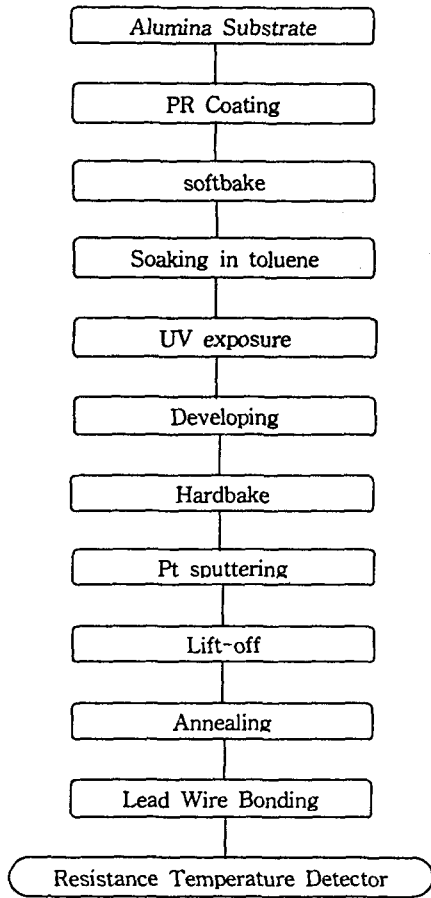 Alumina Substrate
PR Coating
softbake
Soaking in toluene
UV exposure
Developing
Hardbake
Pt sputtering
Lift-off
Annealing
Lead Wire Bonding
Resistance Temperature Detector